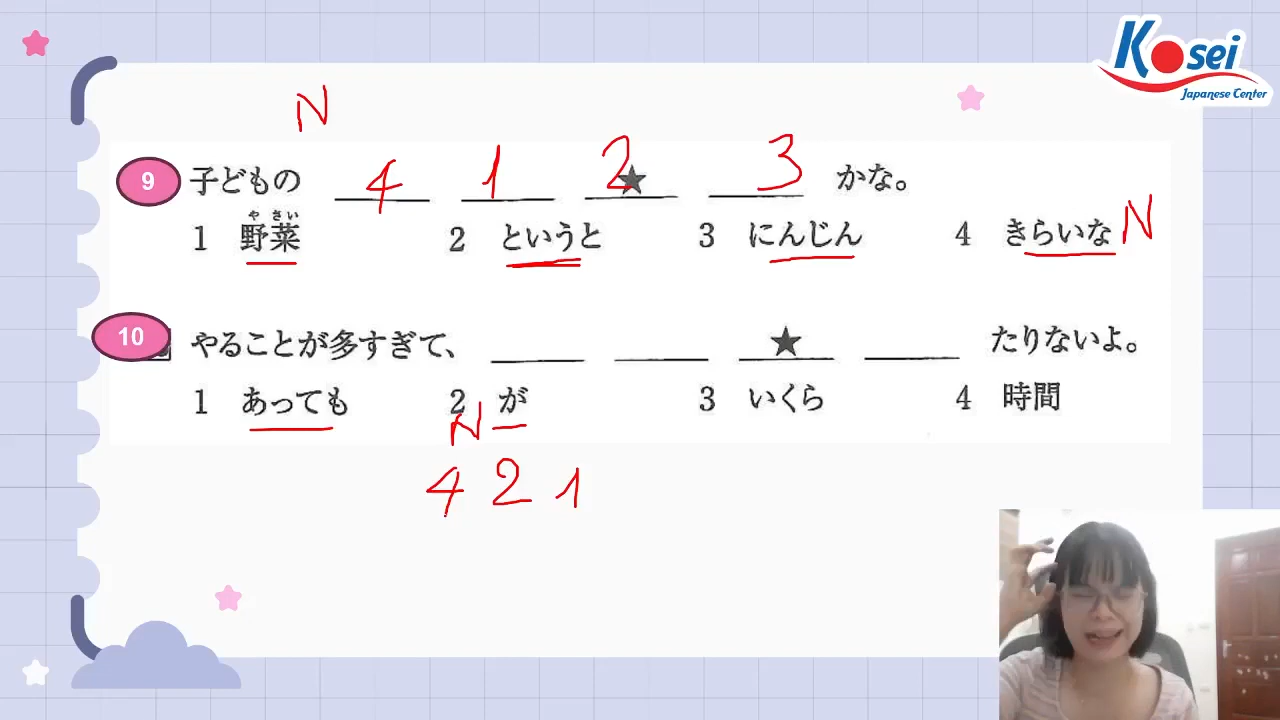 Kosei
Japanese Center
N
9 子どもの 4 1 2★ 3 かな。
やさい
1 野菜 2 というと 3 にんじん 4 きらいな N
10 やることが多すぎて、 ＿＿ ＿＿ ★ ＿＿ たりないよ。
1 あっても 2 が 3 いくら 4 時間
N
4 2 1